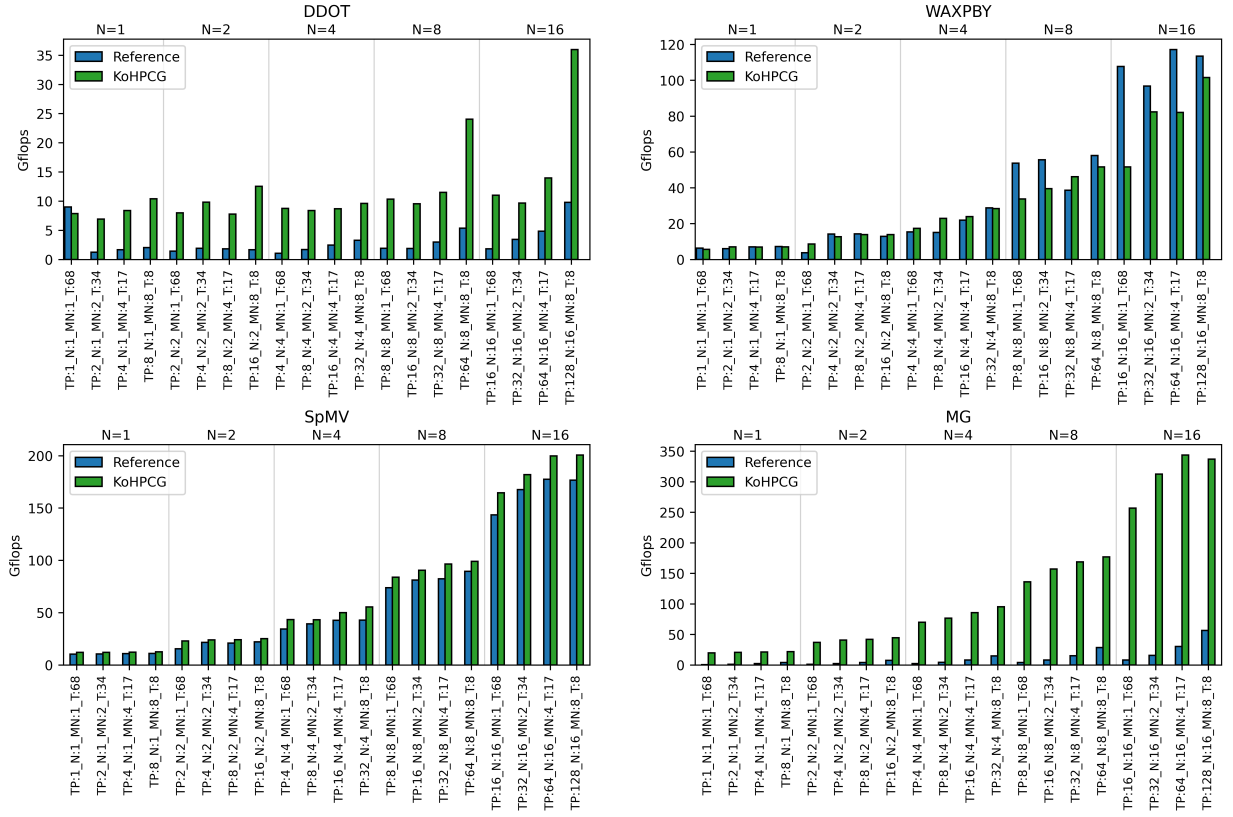 DDOT
N=1 N=2 N=4 N=8 N=16
Reference
KoHPCG
Gflops
35
30
25
20
15
10
5
0
TP:1_N:1_MN:1_T:68
TP:2_N:1_MN:2_T:34
TP:4_N:1_MN:4_T:17
TP:8_N:1_MN:8_T:8
TP:2_N:2_MN:1_T:68
TP:4_N:2_MN:2_T:34
TP:8_N:2_MN:4_T:17
TP:16_N:2_MN:8_T:8
TP:4_N:4_MN:1_T:68
TP:8_N:4_MN:2_T:34
TP:16_N:4_MN:4_T:17
TP:32_N:4_MN:8_T:8
TP:8_N:8_MN:1_T:68
TP:16_N:8_MN:2_T:34
TP:32_N:8_MN:4_T:17
TP:64_N:8_MN:8_T:8
TP:16_N:16_MN:1_T:68
TP:32_N:16_MN:2_T:34
TP:64_N:16_MN:4_T:17
TP:128_N:16_MN:8_T:8
WAXPBY
N=1 N=2 N=4 N=8 N=16
Reference
KoHPCG
Gflops
120
100
80
60
40
20
0
TP:1_N:1_MN:1_T:68
TP:2_N:1_MN:2_T:34
TP:4_N:1_MN:4_T:17
TP:8_N:1_MN:8_T:8
TP:2_N:2_MN:1_T:68
TP:4_N:2_MN:2_T:34
TP:8_N:2_MN:4_T:17
TP:16_N:2_MN:8_T:8
TP:4_N:4_MN:1_T:68
TP:8_N:4_MN:2_T:34
TP:16_N:4_MN:4_T:17
TP:32_N:4_MN:8_T:8
TP:8_N:8_MN:1_T:68
TP:16_N:8_MN:2_T:34
TP:32_N:8_MN:4_T:17
TP:64_N:8_MN:8_T:8
TP:16_N:16_MN:1_T:68
TP:32_N:16_MN:2_T:34
TP:64_N:16_MN:4_T:17
TP:128_N:16_MN:8_T:8
SpMV
N=1 N=2 N=4 N=8 N=16
Reference
KoHPCG
Gflops
200
150
100
50
0
TP:1_N:1_MN:1_T:68
TP:2_N:1_MN:2_T:34
TP:4_N:1_MN:4_T:17
TP:8_N:1_MN:8_T:8
TP:2_N:2_MN:1_T:68
TP:4_N:2_MN:2_T:34
TP:8_N:2_MN:4_T:17
TP:16_N:2_MN:8_T:8
TP:4_N:4_MN:1_T:68
TP:8_N:4_MN:2_T:34
TP:16_N:4_MN:4_T:17
TP:32_N:4_MN:8_T:8
TP:8_N:8_MN:1_T:68
TP:16_N:8_MN:2_T:34
TP:32_N:8_MN:4_T:17
TP:64_N:8_MN:8_T:8
TP:16_N:16_MN:1_T:68
TP:32_N:16_MN:2_T:34
TP:64_N:16_MN:4_T:17
TP:128_N:16_MN:8_T:8
MG
N=1 N=2 N=4 N=8 N=16
Reference
KoHPCG
Gflops
350
300
250
200
150
100
50
0
TP:1_N:1_MN:1_T:68
TP:2_N:1_MN:2_T:34
TP:4_N:1_MN:4_T:17
TP:8_N:1_MN:8_T:8
TP:2_N:2_MN:1_T:68
TP:4_N:2_MN:2_T:34
TP:8_N:2_MN:4_T:17
TP:16_N:2_MN:8_T:8
TP:4_N:4_MN:1_T:68
TP:8_N:4_MN:2_T:34
TP:16_N:4_MN:4_T:17
TP:32_N:4_MN:8_T:8
TP:8_N:8_MN:1_T:68
TP:16_N:8_MN:2_T:34
TP:32_N:8_MN:4_T:17
TP:64_N:8_MN:8_T:8
TP:16_N:16_MN:1_T:68
TP:32_N:16_MN:2_T:34
TP:64_N:16_MN:4_T:17
TP:128_N:16_MN:8_T:8